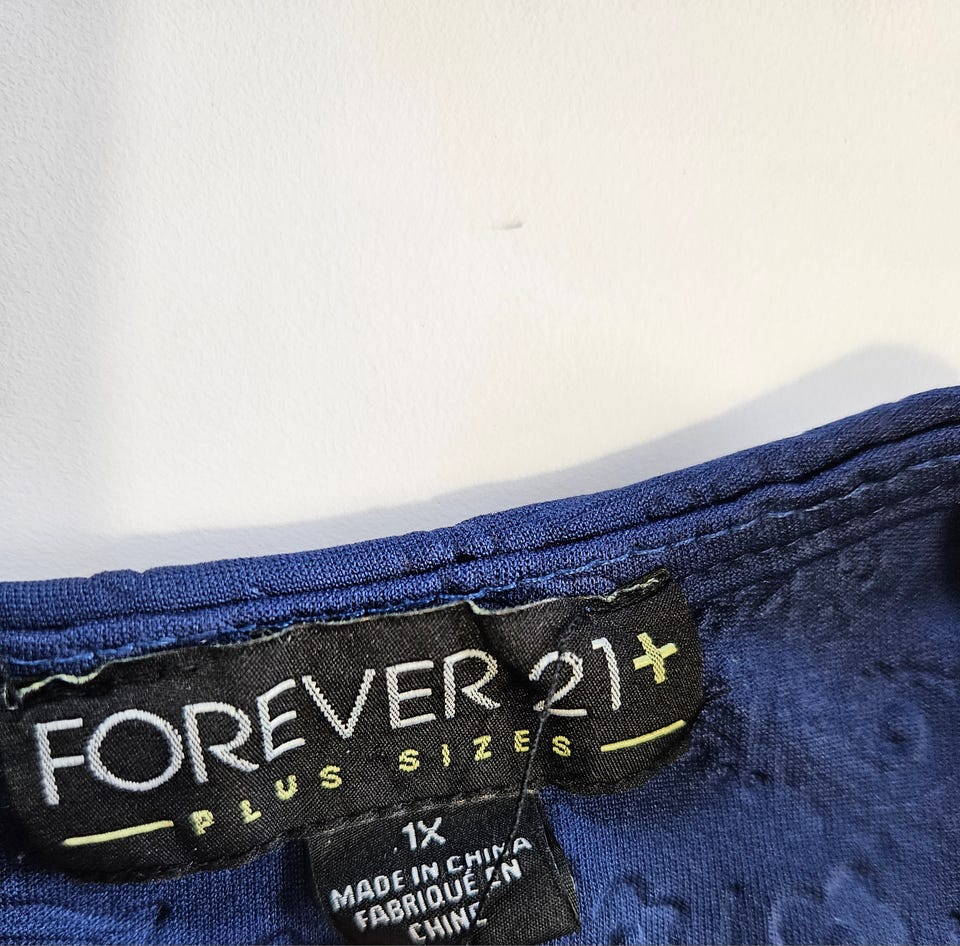 FOREVER 21+
PLUS SIZES
1X
MADE IN CHINA
FABRIQUÉ EN
CHINE